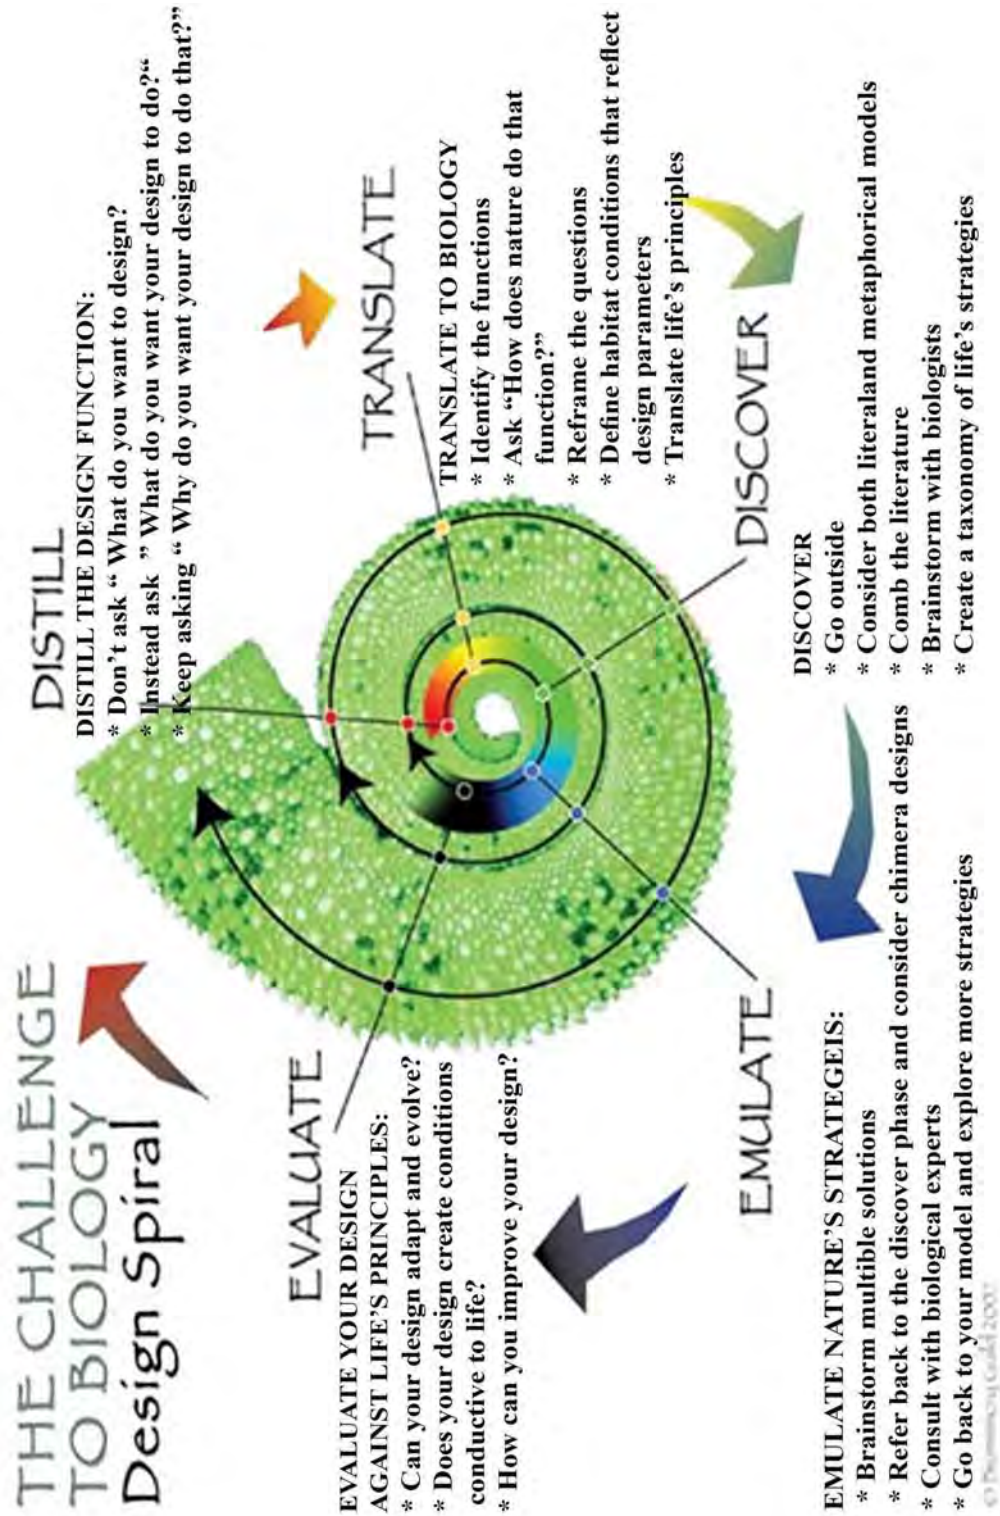 THE CHALLENGE
TO BIOLOGY
Design Spiral
DISTILL
DISTILL THE DESIGN FUNCTION:
* Don't ask “ What do you want to design?
* Instead ask ” What do you want your design to do?“
* Keep asking “ Why do you want your design to do that?”
TRANSLATE
TRANSLATE TO BIOLOGY
* Identify the functions
* Ask “How does nature do that
function?”
* Reframe the questions
* Define habitat conditions that reflect
design parameters
* Translate life's principles
DISCOVER
DISCOVER
* Go outside
* Consider both literaland metaphorical models
* Comb the literature
* Brainstorm with biologists
* Create a taxonomy of life's strategies
EMULATE
EMULATE NATURE'S STRATEGEIS:
* Brainstorm multible solutions
* Refer back to the discover phase and consider chimera designs
* Consult with biological experts
* Go back to your model and explore more strategies
EVALUATE
EVALUATE YOUR DESIGN
AGAINST LIFE'S PRINCIPLES:
* Can your design adapt and evolve?
* Does your design create conditions
conductive to life?
* How can you improve your design?
©